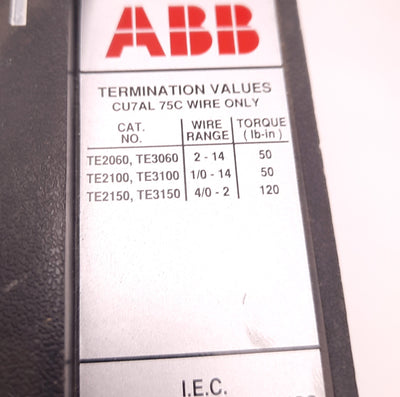 ABB
TERMINATION VALUES
CU7AL 75C WIRE ONLY
CAT. NO. WIRE RANGE TORQUE (lb-in)
TE2060, TE3060 2 - 14 50
TE2100, TE3100 1/0 - 14 50
TE2150, TE3150 4/0 - 2 120
I.E.C.